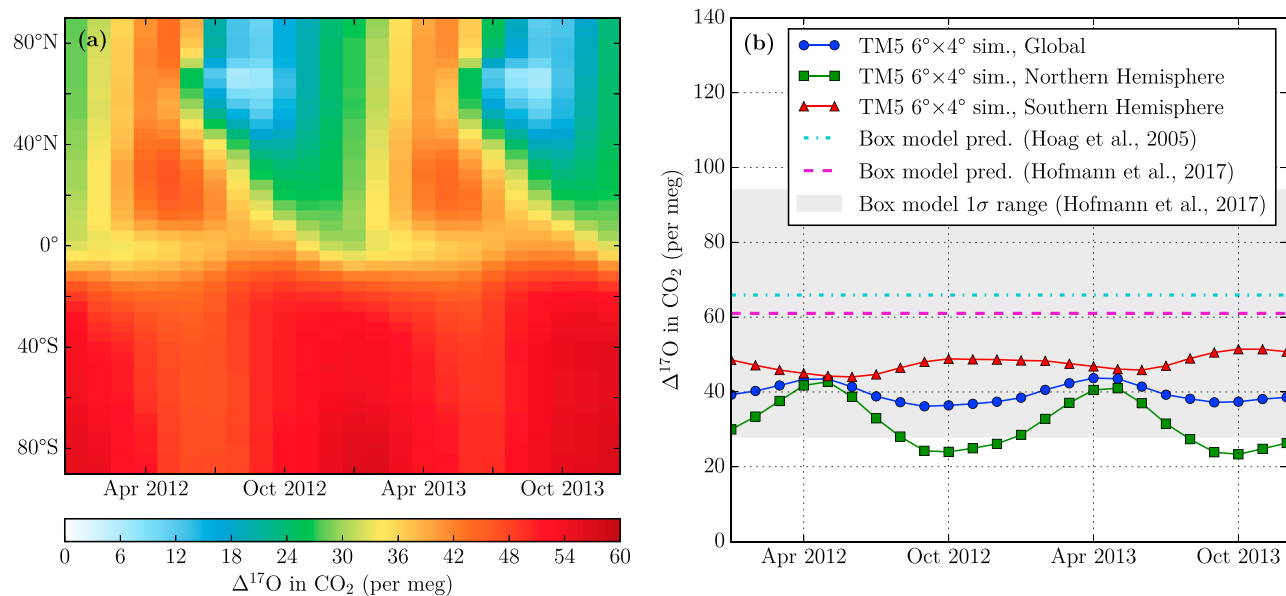 (a)
80°N
40°N
0°
40°S
80°S
Apr 2012
Oct 2012
Apr 2013
Oct 2013
0
6
12
18
24
30
36
42
48
54
60
Δ¹⁷O in CO₂ (per meg)
(b)
TM5 6°×4° sim., Global
TM5 6°×4° sim., Northern Hemisphere
TM5 6°×4° sim., Southern Hemisphere
Box model pred. (Hoag et al., 2005)
Box model pred. (Hofmann et al., 2017)
Box model 1σ range (Hofmann et al., 2017)
Δ¹⁷O in CO₂ (per meg)
140
120
100
80
60
40
20
0
Apr 2012
Oct 2012
Apr 2013
Oct 2013